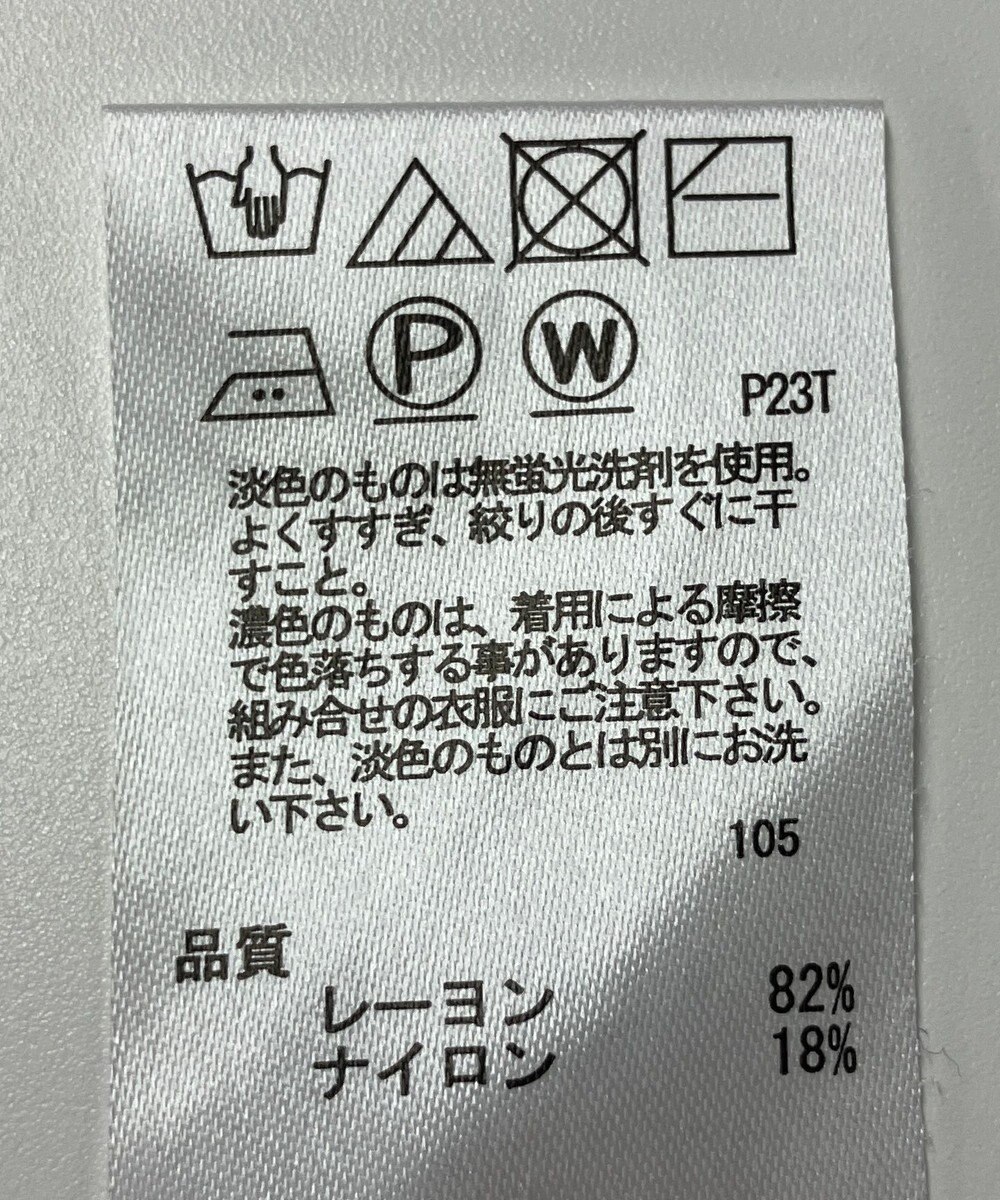 P W P23T
淡色のものは無蛍光洗剤を使用。
よくすすぎ、絞りの後すぐに干
すこと。
濃色のものは、着用による摩擦
で色落ちする事がありますので、
組み合せの衣服にご注意下さい。
また、淡色のものとは別にお洗
い下さい。
105
品質
レーヨン 82%
ナイロン 18%